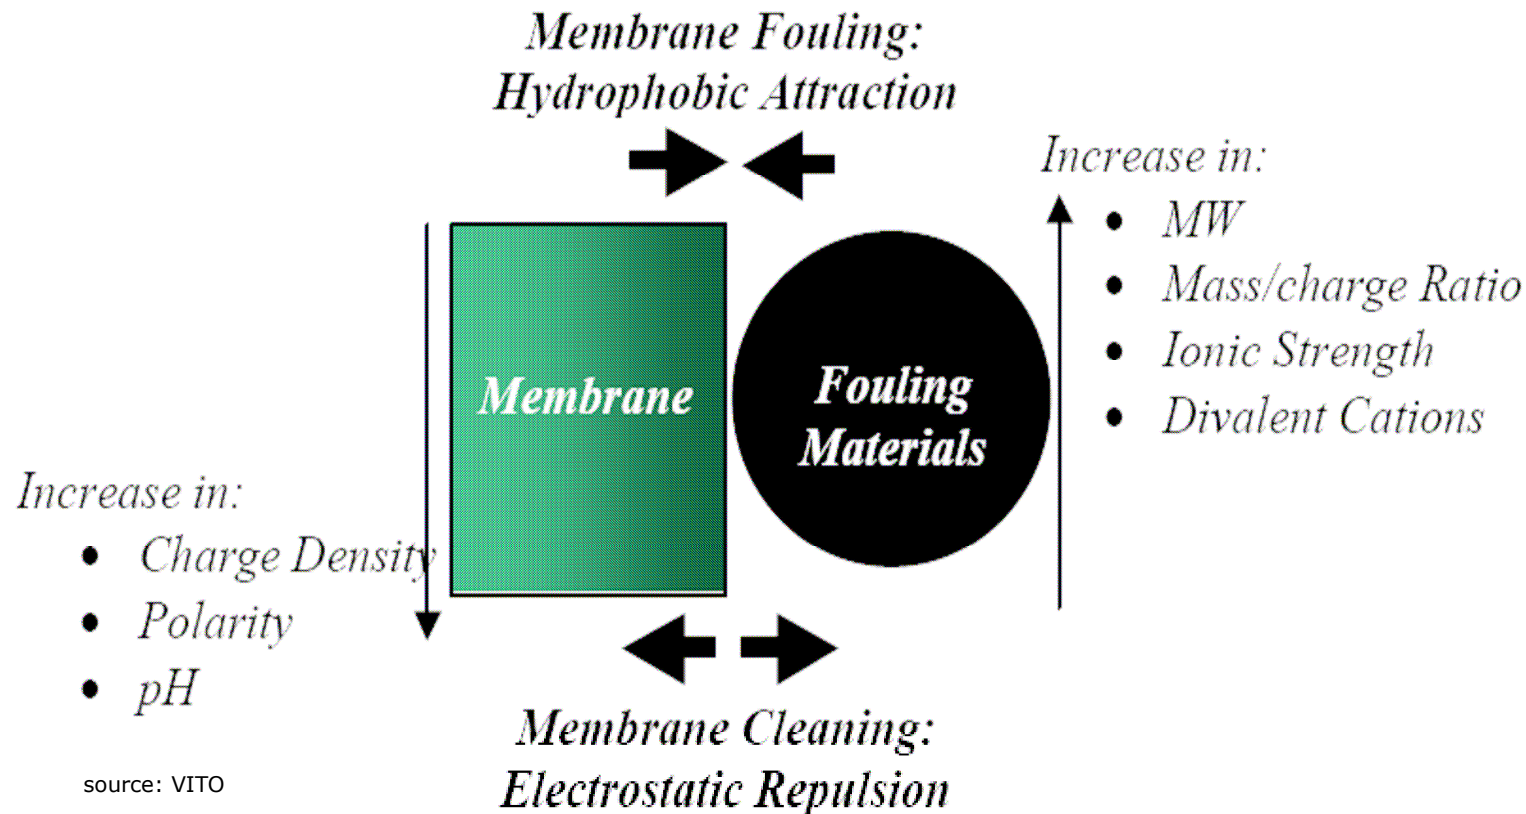 Membrane Fouling:
Hydrophobic Attraction
Increase in:
• MW
• Mass/charge Ratio
• Ionic Strength
• Divalent Cations
Membrane
Fouling
Materials
Increase in:
• Charge Density
• Polarity
• pH
Membrane Cleaning:
Electrostatic Repulsion
source: VITO